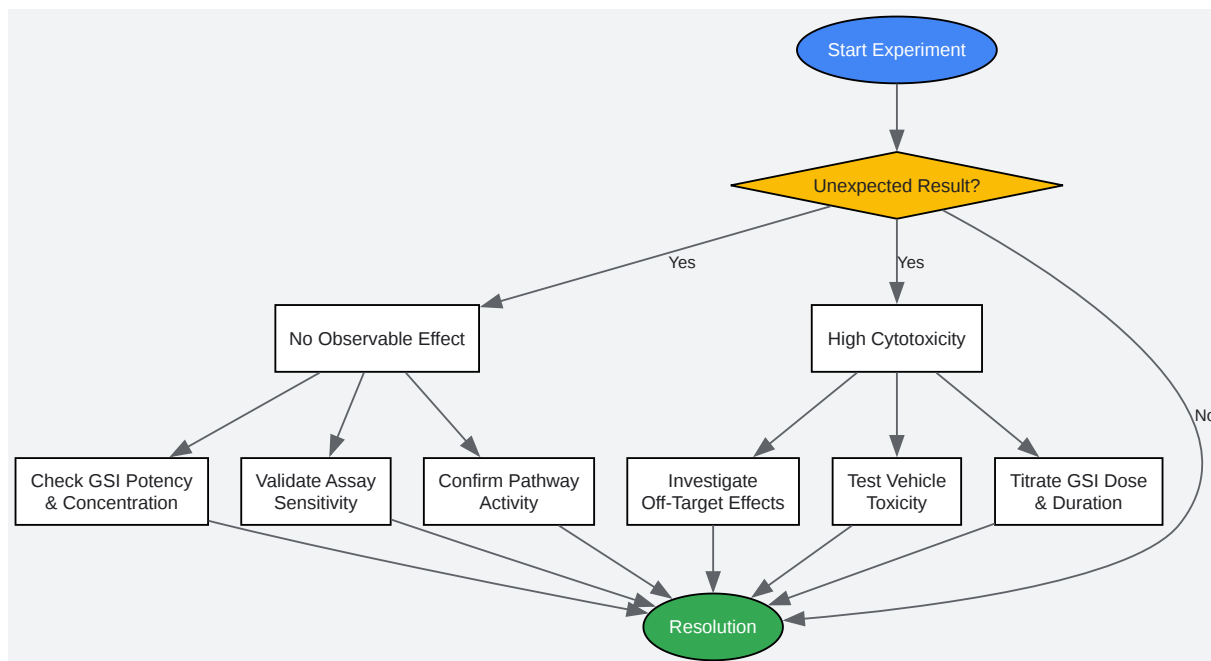 Start Experiment
Unexpected Result?
Yes
Yes
No Observable Effect
High Cytotoxicity
No
Check GSI Potency
& Concentration
Validate Assay
Sensitivity
Confirm Pathway
Activity
Investigate
Off-Target Effects
Test Vehicle
Toxicity
Titrate GSI Dose
& Duration
Resolution